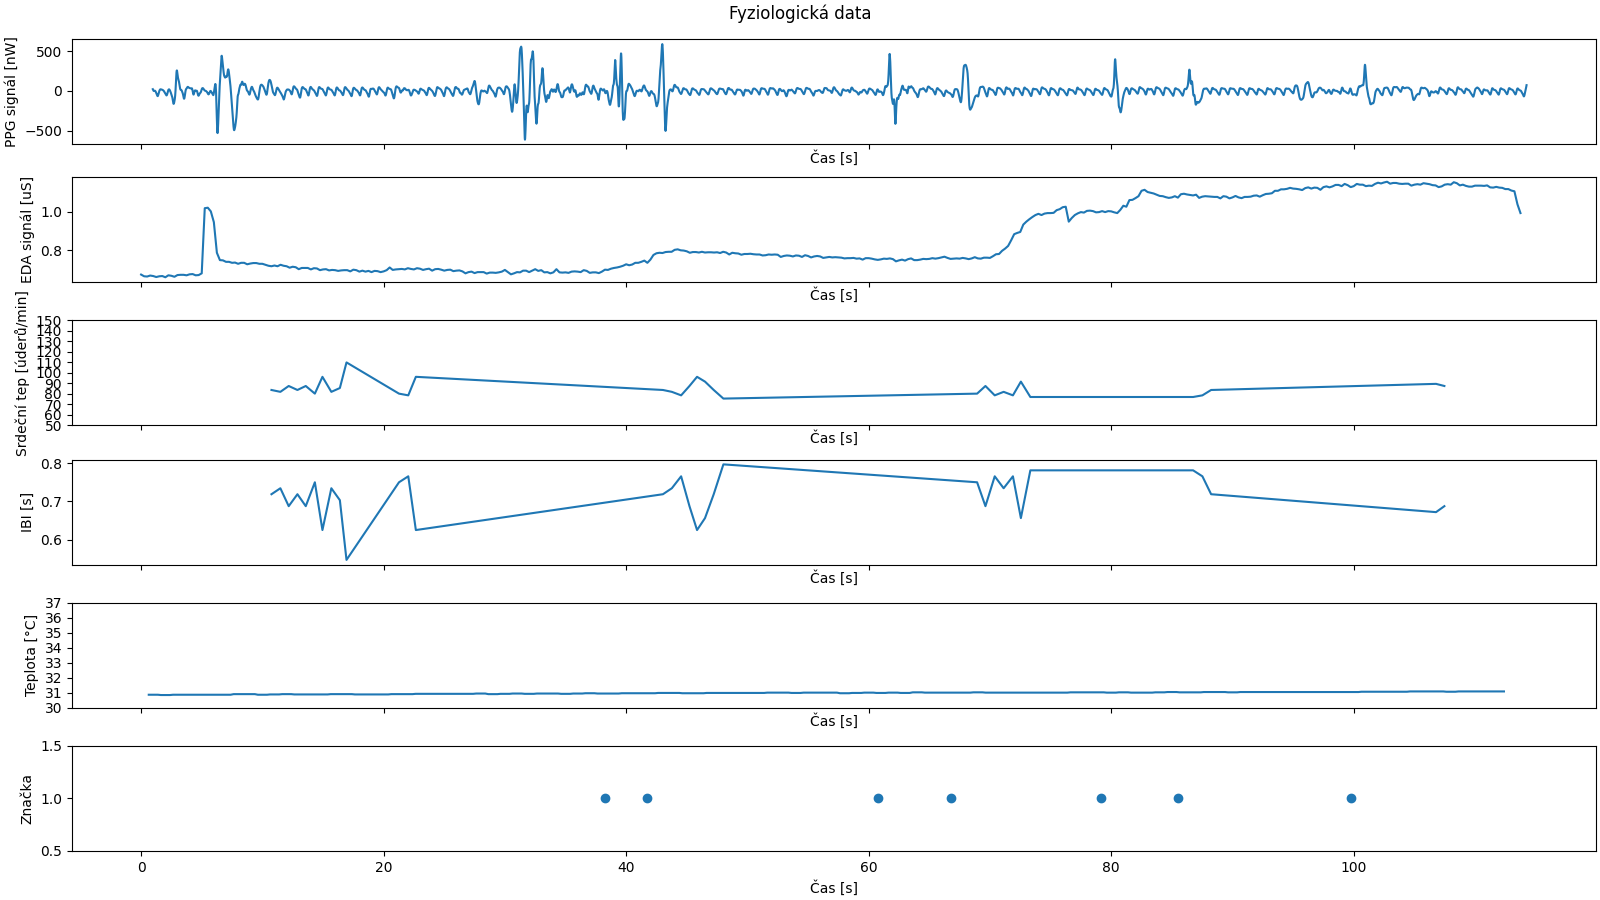 Fyziologická data
PPG signál [nW]
500
0
−500
Čas [s]
EDA signál [uS]
1.0
0.8
Čas [s]
Srdeční tep [úderů/min]
150
140
130
120
110
100
90
80
70
60
50
Čas [s]
IBI [s]
0.8
0.7
0.6
Čas [s]
Teplota [°C]
37
36
35
34
33
32
31
30
Čas [s]
Značka
1.5
1.0
0.5
0 20 40 60 80 100
Čas [s]